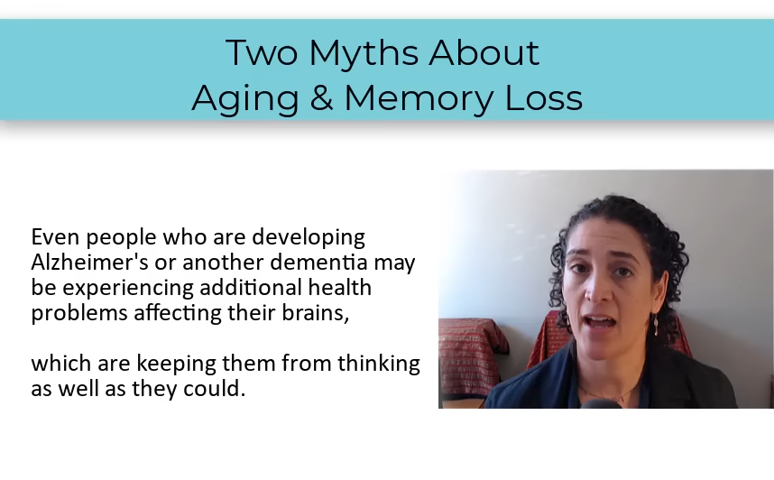 Two Myths About
Aging & Memory Loss
Even people who are developing
Alzheimer's or another dementia may
be experiencing additional health
problems affecting their brains,
which are keeping them from thinking
as well as they could.